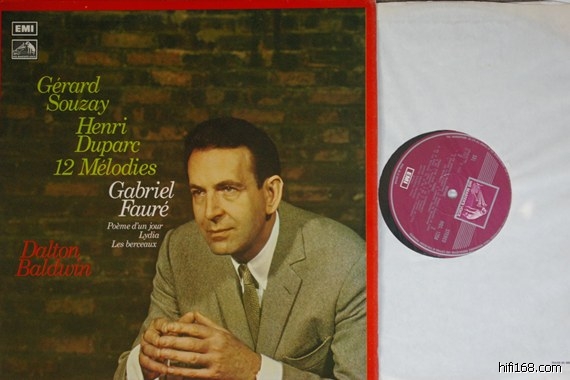 EMI
Gérard
Souzay
Henri
Duparc
12 Mélodies
Gabriel
Fauré
Poème d'un jour
Lydia
Les berceaux
Dalton
Baldwin
EMI
hifi168.com